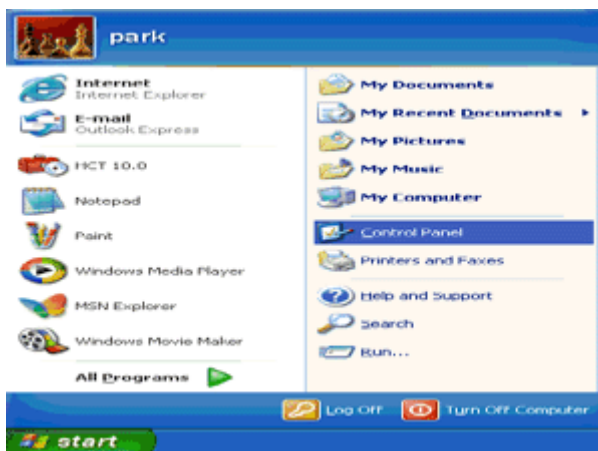 park
Internet
Internet Explorer
E-mail
Outlook Express
HCT 10.0
Notepad
Paint
Windows Media Player
MSN Explorer
Windows Movie Maker
All Programs
My Documents
My Recent Documents
My Pictures
My Music
My Computer
Control Panel
Printers and Faxes
Help and Support
Search
Run...
Log Off
Turn Off Computer
start